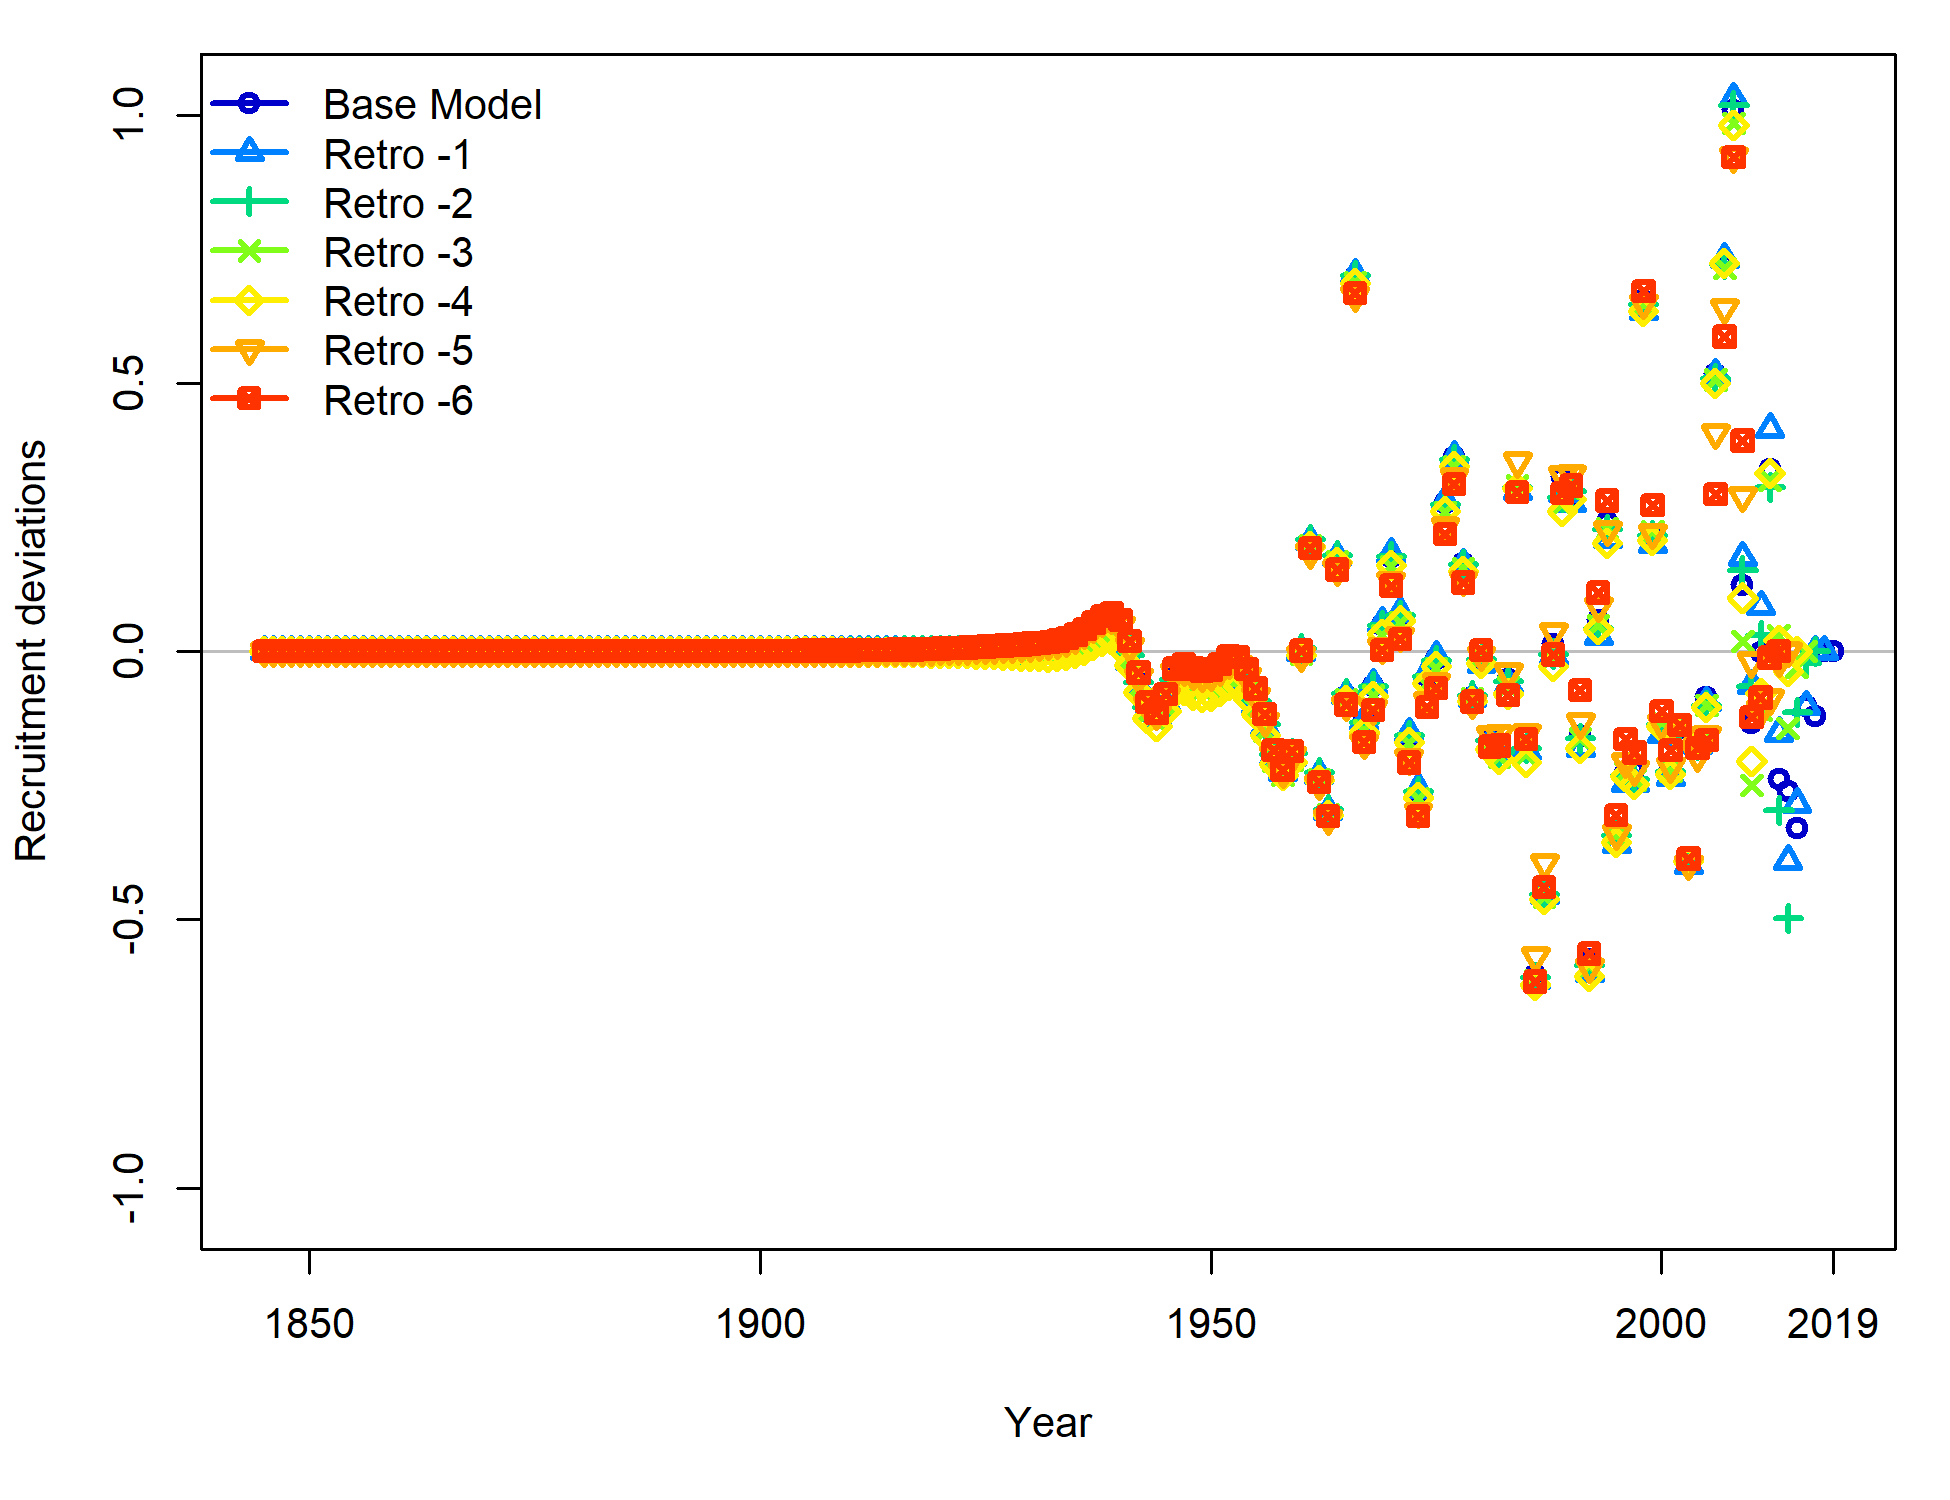 Base Model
Retro -1
Retro -2
Retro -3
Retro -4
Retro -5
Retro -6
1.0
0.5
0.0
-0.5
-1.0
Recruitment deviations
1850 1900 1950 2000 2019
Year